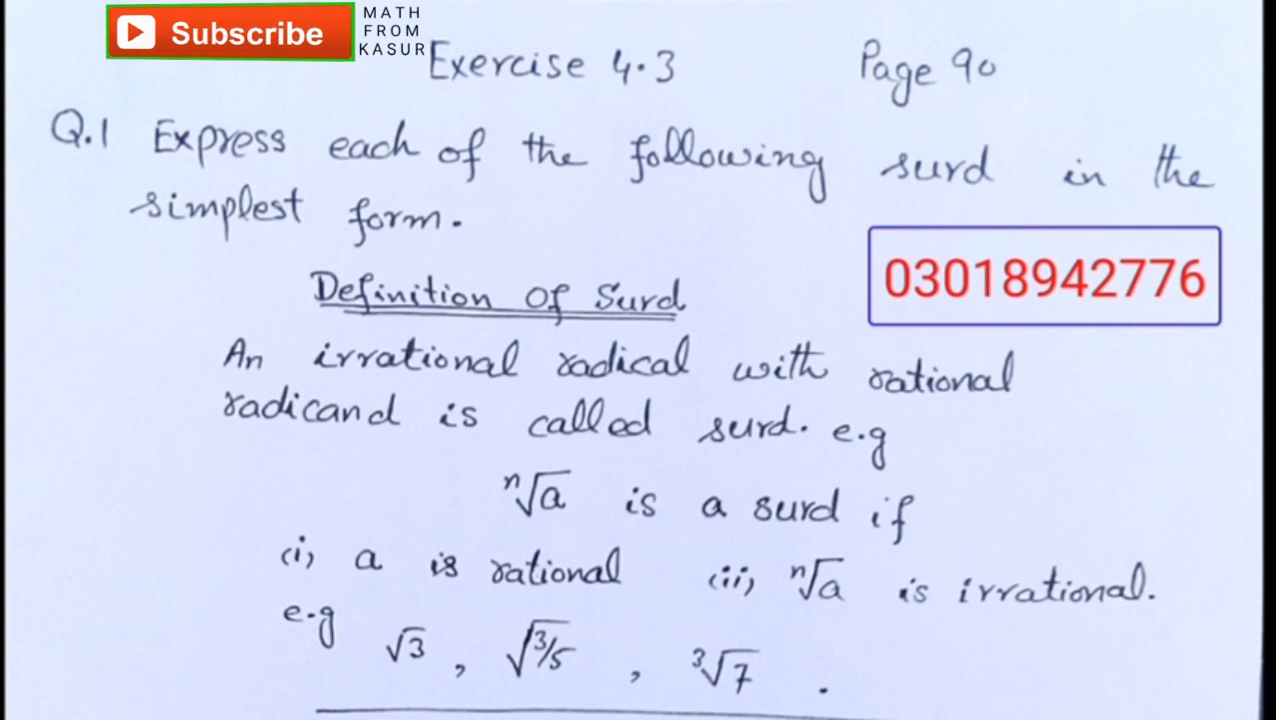 Subscribe
MATH
FROM
KASUR
Exercise 4.3 Page 90
Q.1 Express each of the following surd in the
simplest form.
03018942776
Definition Of Surd
An irrational radical with rational
radicand is called surd. e.g
ⁿ√a is a surd if
(i) a is rational (ii) ⁿ√a is irrational.
e.g √3 , √3/5 , ³√7 .